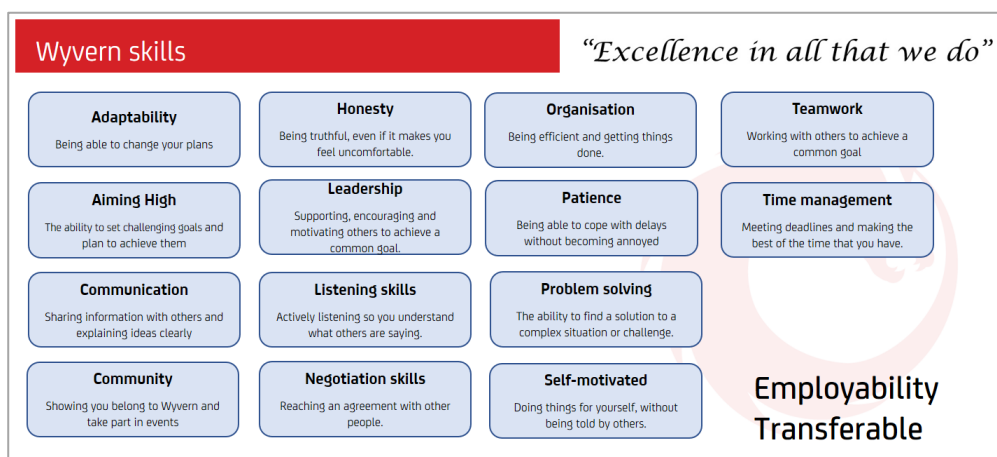 Wyvern skills
“Excellence in all that we do”
Adaptability
Being able to change your plans
Honesty
Being truthful, even if it makes you
feel uncomfortable.
Organisation
Being efficient and getting things
done.
Teamwork
Working with others to achieve a
common goal
Aiming High
The ability to set challenging goals and
plan to achieve them
Leadership
Supporting, encouraging and
motivating others to achieve a
common goal.
Patience
Being able to cope with delays
without becoming annoyed
Time management
Meeting deadlines and making the
best of the time that you have.
Communication
Sharing information with others and
explaining ideas clearly
Listening skills
Actively listening so you understand
what others are saying.
Problem solving
The ability to find a solution to a
complex situation or challenge.
Community
Showing you belong to Wyvern and
take part in events
Negotiation skills
Reaching an agreement with other
people.
Self-motivated
Doing things for yourself, without
being told by others.
Employability
Transferable